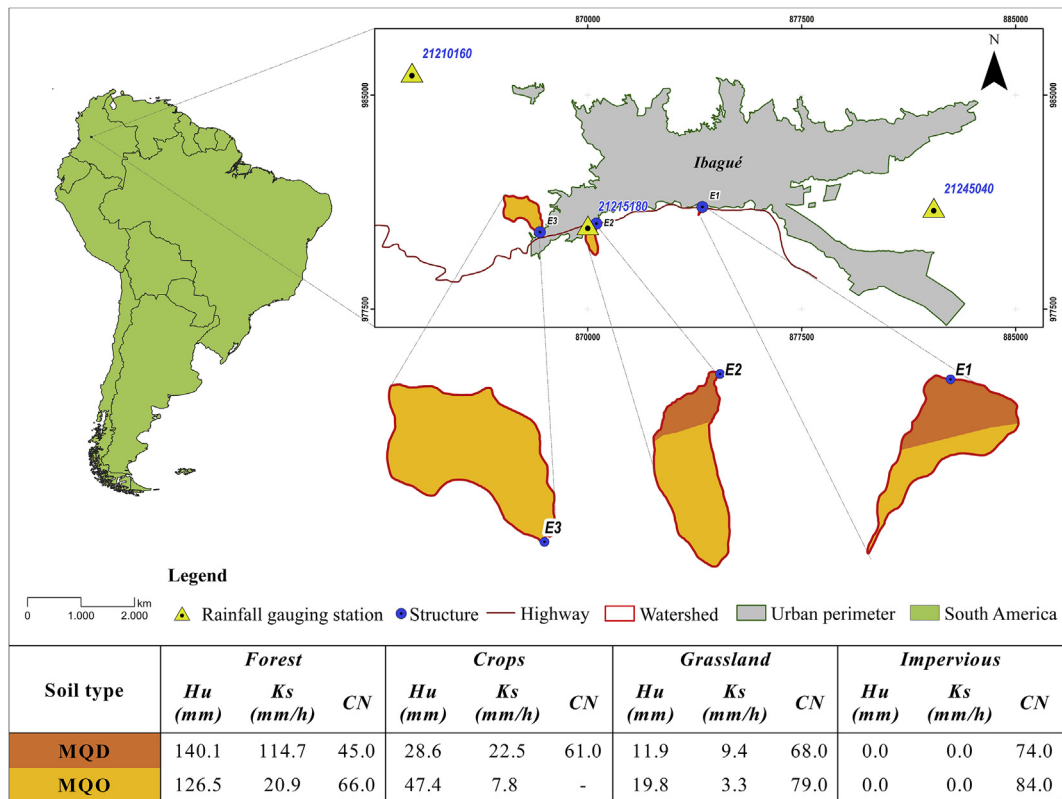 870000 877500 885000
N
21210160
985000 985000
Ibagué
21245040
E1
21215180
E3 E2
977500 977500
870000 877500 885000
E2 E1
E3
Legend
0 1.000 2.000 km
Rainfall gauging station Structure Highway Watershed Urban perimeter South America
Soil type Forest Crops Grassland Impervious
Hu (mm) Ks (mm/h) CN Hu (mm) Ks (mm/h) CN Hu (mm) Ks (mm/h) CN Hu (mm) Ks (mm/h) CN
MQD 140.1 114.7 45.0 28.6 22.5 61.0 11.9 9.4 68.0 0.0 0.0 74.0
MQO 126.5 20.9 66.0 47.4 7.8 - 19.8 3.3 79.0 0.0 0.0 84.0